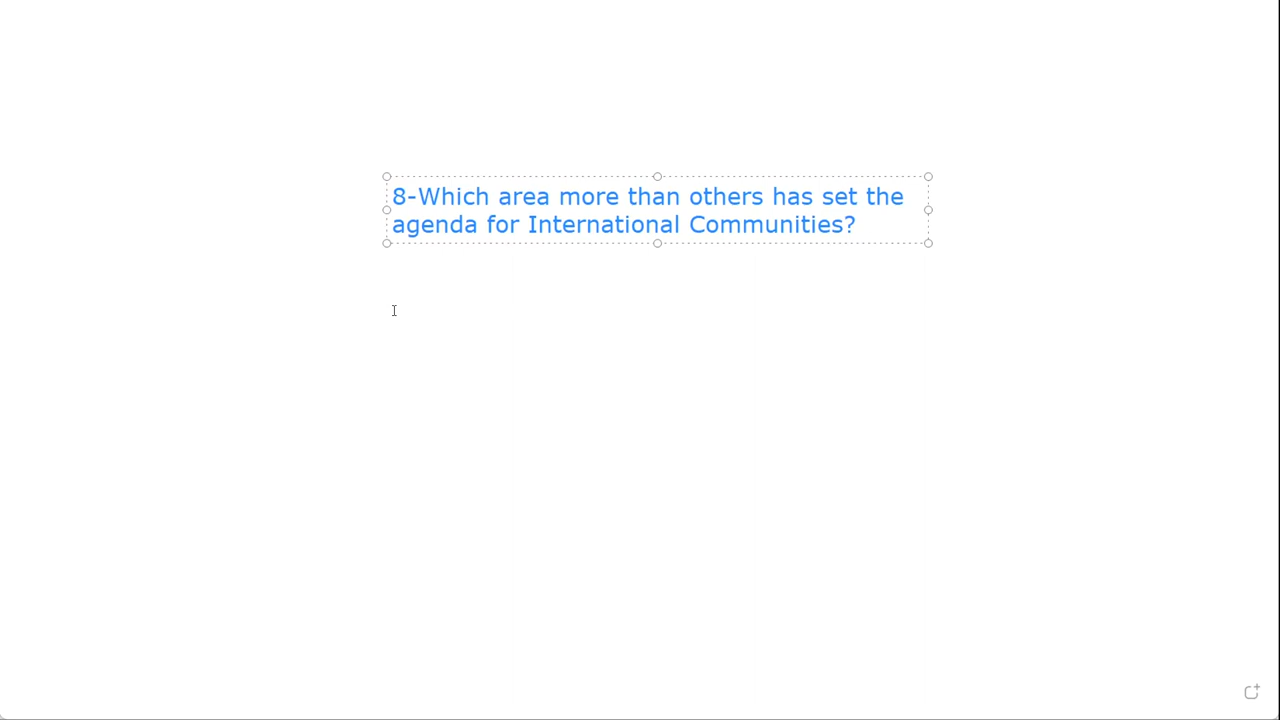 8-Which area more than others has set the
agenda for International Communities?